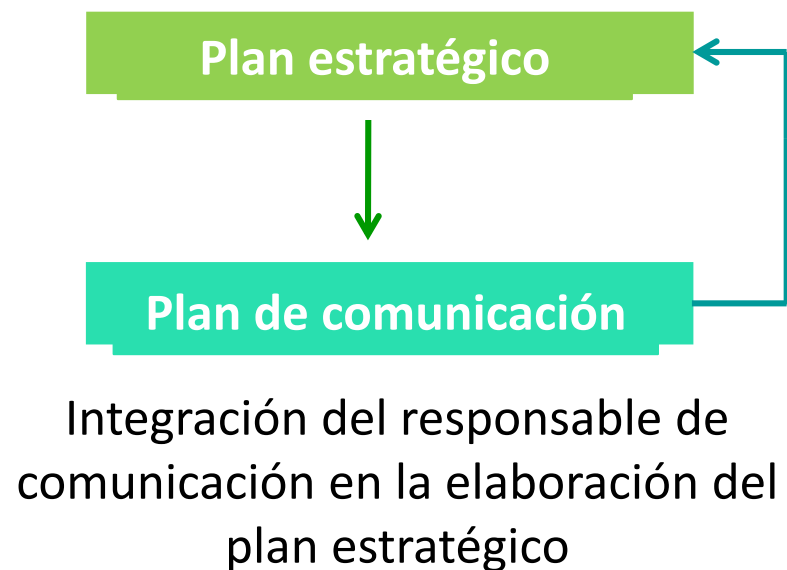 Plan estratégico
Plan de comunicación
Integración del responsable de
comunicación en la elaboración del
plan estratégico